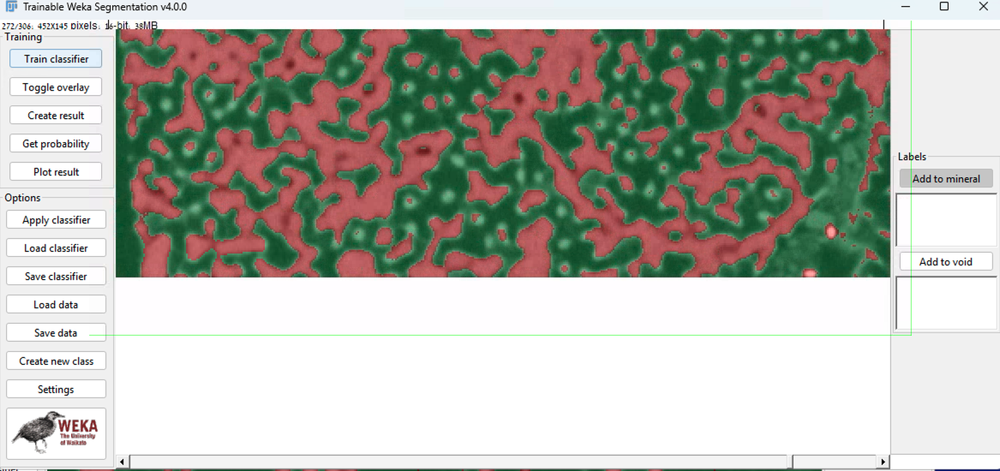 Trainable Weka Segmentation v4.0.0
272/306; 452x145 pixels; 16-bit; 38MB
Training
Train classifier
Toggle overlay
Create result
Get probability
Plot result
Options
Apply classifier
Load classifier
Save classifier
Load data
Save data
Create new class
Settings
WEKA
The University
of Waikato
Labels
Add to mineral
Add to void